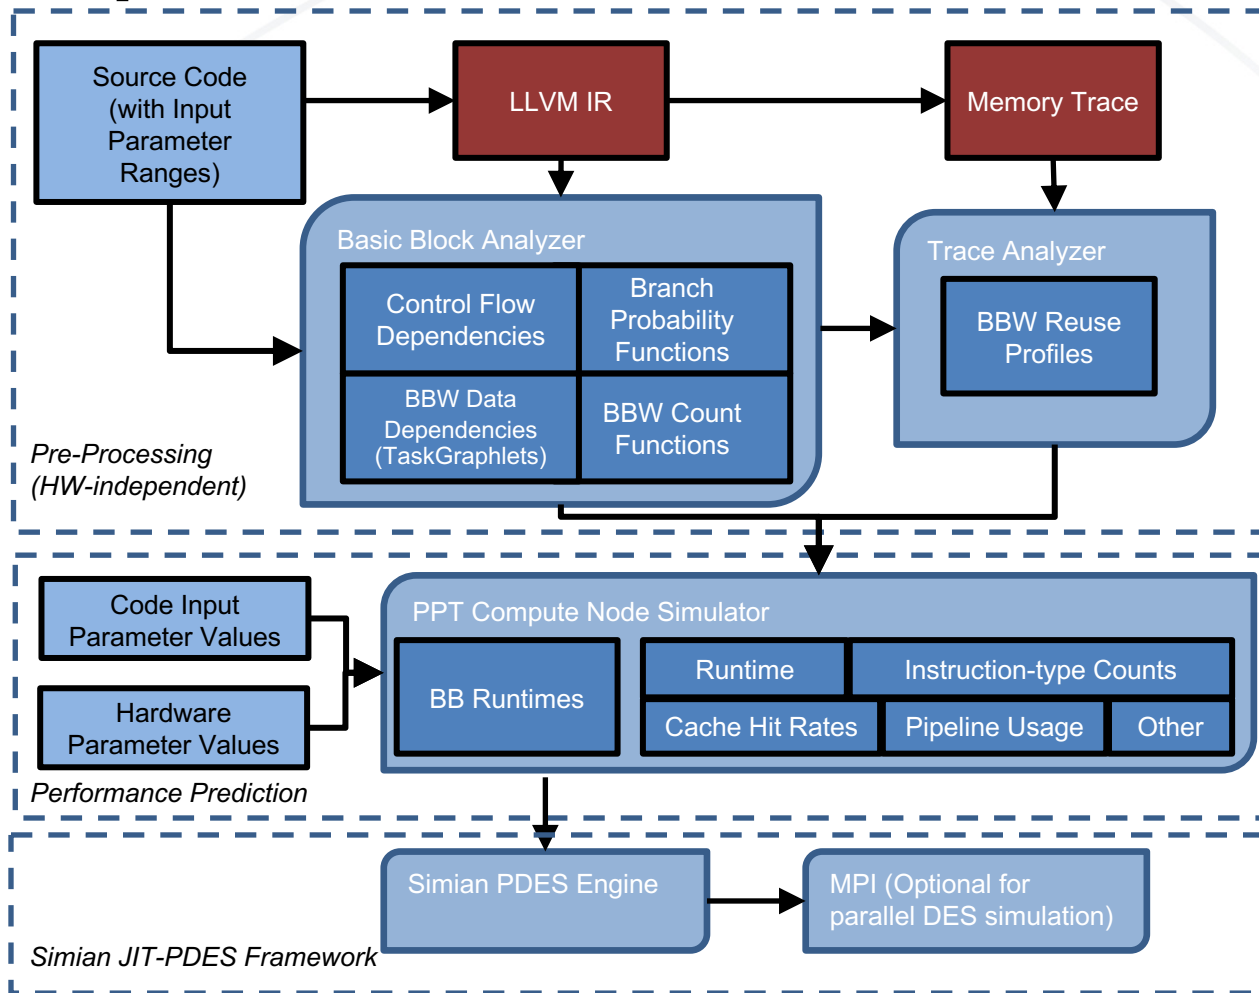 Source Code
(with Input
Parameter
Ranges)
LLVM IR
Memory Trace
Basic Block Analyzer
Control Flow
Dependencies
Branch
Probability
Functions
BBW Data
Dependencies
(TaskGraphlets)
BBW Count
Functions
Trace Analyzer
BBW Reuse
Profiles
Pre-Processing
(HW-independent)
Code Input
Parameter Values
Hardware
Parameter Values
PPT Compute Node Simulator
BB Runtimes
Runtime
Instruction-type Counts
Cache Hit Rates
Pipeline Usage
Other
Performance Prediction
Simian PDES Engine
MPI (Optional for
parallel DES simulation)
Simian JIT-PDES Framework